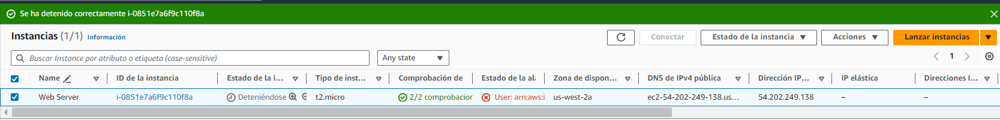 Se ha detenido correctamente i-0851e7a6f9c110f8a
Instancias (1/1) Información
Conectar Estado de la instancia Acciones Lanzar instancias
Buscar Instance por atributo o etiqueta (case-sensitive) Any state 1
Name ID de la instancia Estado de la i... Tipo de inst... Comprobación de Estado de la ala Zona de dispon... DNS de IPv4 pública Dirección IP... IP elástica Direcciones I...
Web Server i-0851e7a6f9c110f8a Deteniéndose t2.micro 2/2 comprobacion User: arn:aws:i us-west-2a ec2-54-202-249-138.us... 54.202.249.138 – –